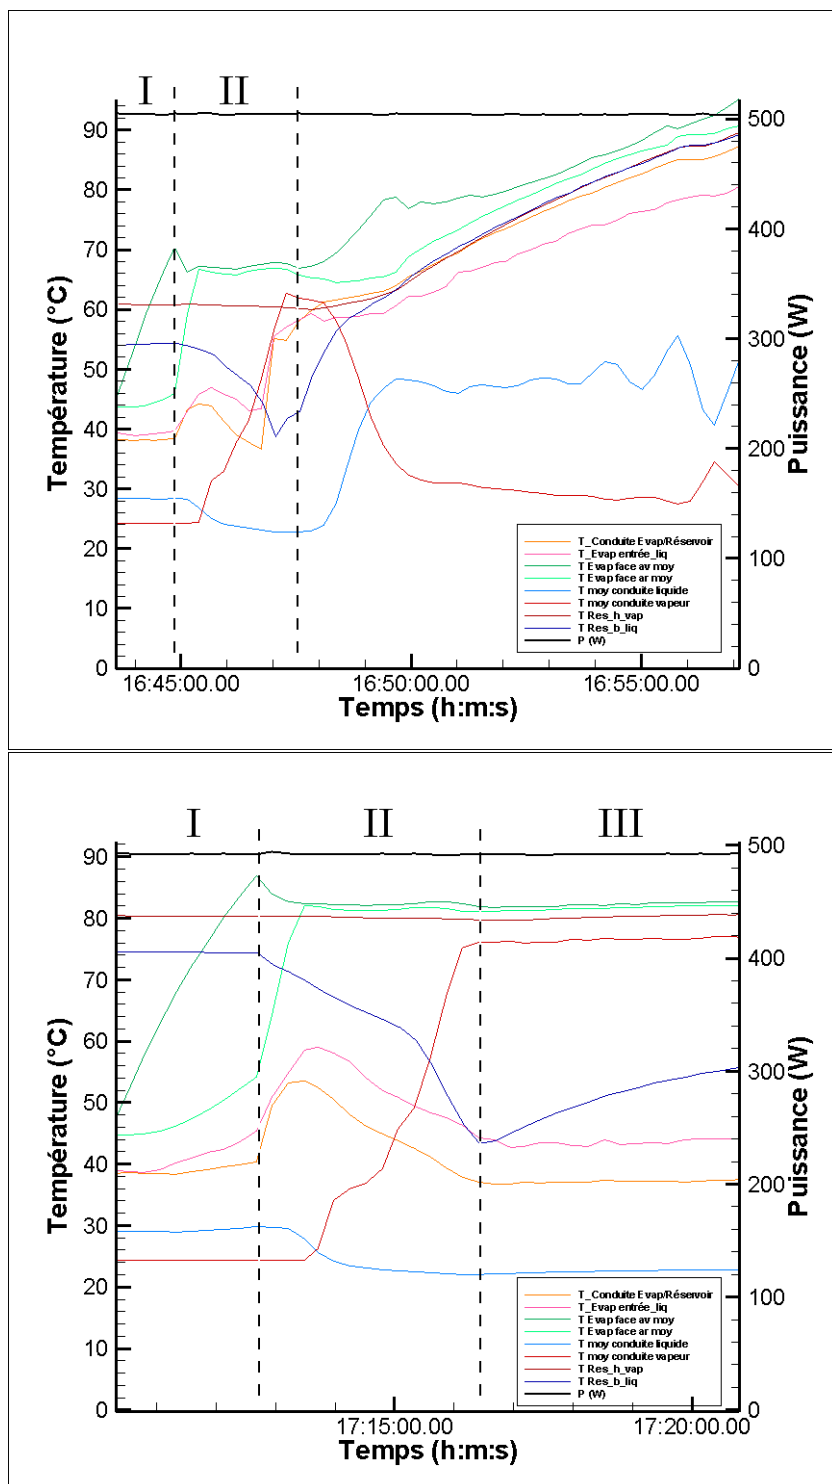 I II
90
80
70
60
50
40
30
20
10
0
Température (°C)
500
400
300
200
100
0
Puissance (W)
T_Conduite Evap/Réservoir
T_Evap entrée_liq
T Evap face av moy
T Evap face ar moy
T moy conduite liquide
T moy conduite vapeur
T Res_h_vap
T Res_b_liq
P (W)
16:45:00.00 16:50:00.00 16:55:00.00
Temps (h:m:s)
I II III
90
80
70
60
50
40
30
20
10
0
Température (°C)
500
400
300
200
100
0
Puissance (W)
T_Conduite Evap/Réservoir
T_Evap entrée_liq
T Evap face av moy
T Evap face ar moy
T moy conduite liquide
T moy conduite vapeur
T Res_h_vap
T Res_b_liq
P (W)
17:15:00.00 17:20:00.00
Temps (h:m:s)